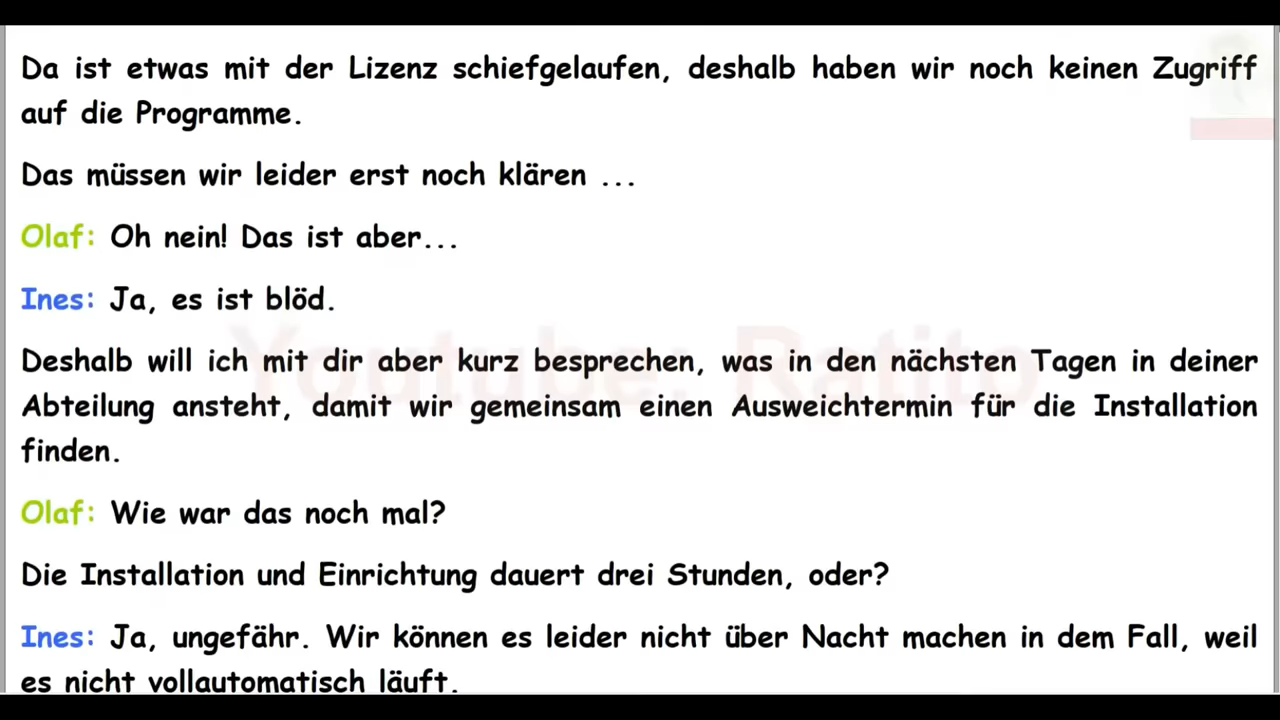 Da ist etwas mit der Lizenz schiefgelaufen, deshalb haben wir noch keinen Zugriff
auf die Programme.
Das müssen wir leider erst noch klären ...
Olaf: Oh nein! Das ist aber...
Ines: Ja, es ist blöd.
Youtube: Ratito
Deshalb will ich mit dir aber kurz besprechen, was in den nächsten Tagen in deiner
Abteilung ansteht, damit wir gemeinsam einen Ausweichtermin für die Installation
finden.
Olaf: Wie war das noch mal?
Die Installation und Einrichtung dauert drei Stunden, oder?
Ines: Ja, ungefähr. Wir können es leider nicht über Nacht machen in dem Fall, weil
es nicht vollautomatisch läuft.